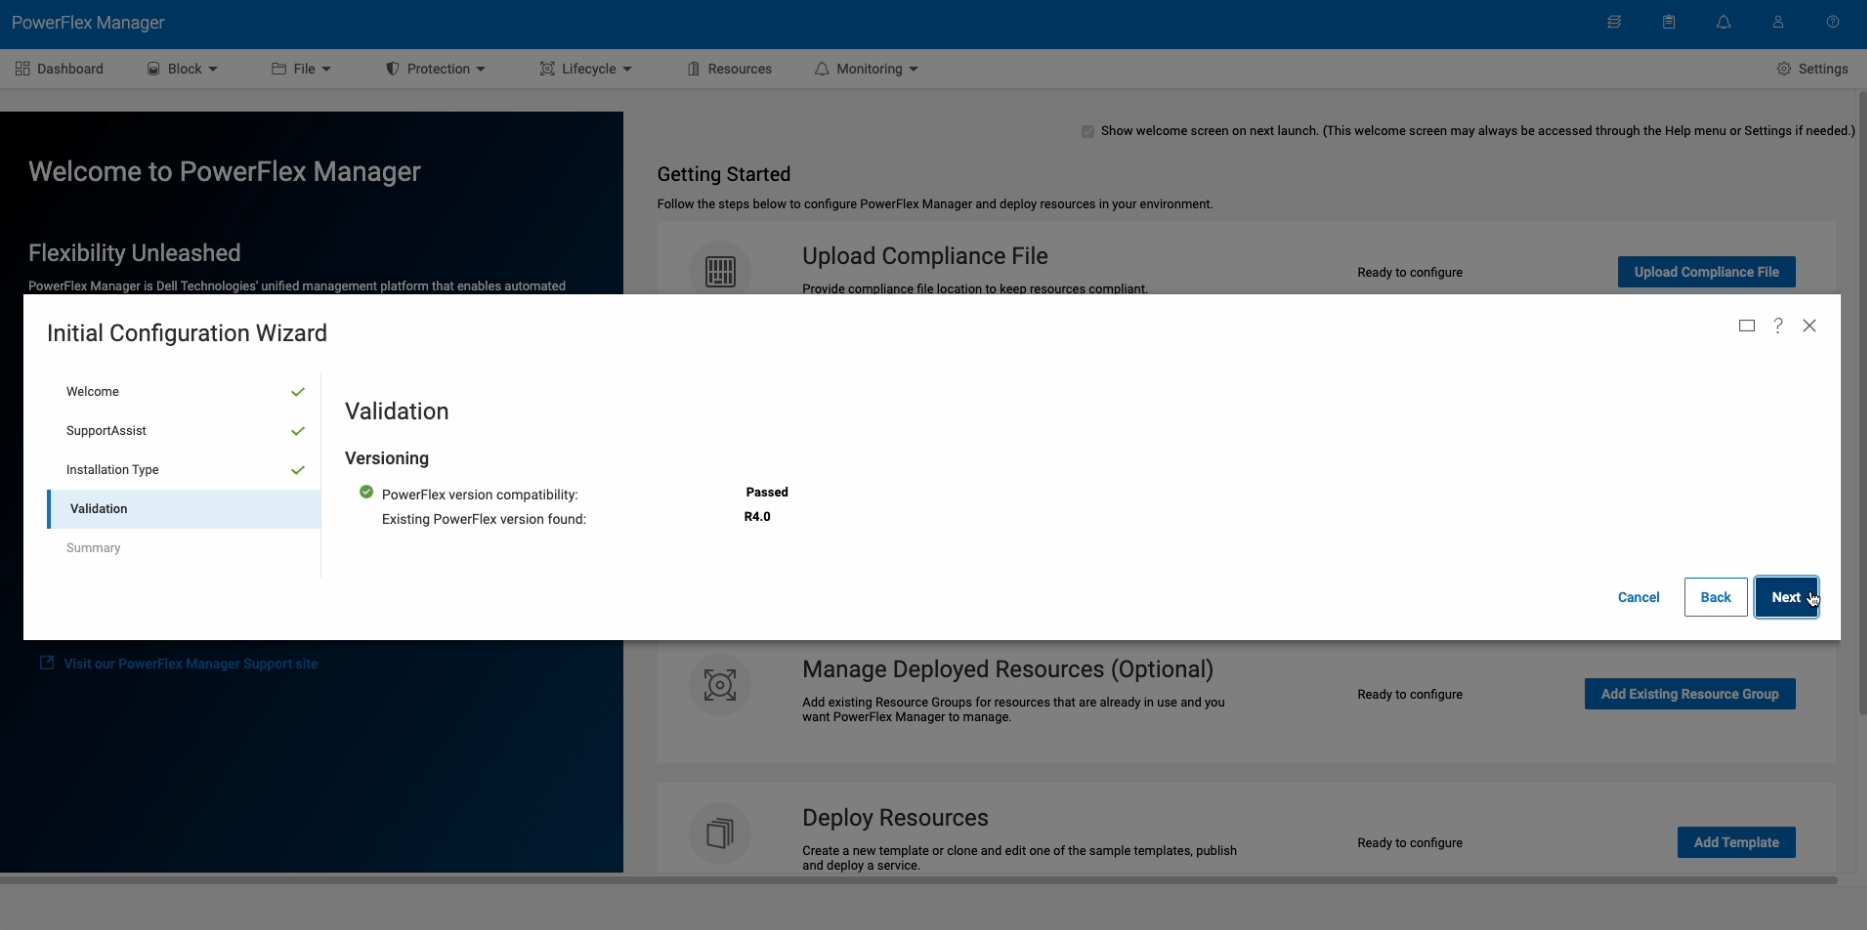 PowerFlex Manager
Dashboard Block File Protection Lifecycle Resources Monitoring Settings
Show welcome screen on next launch. (This welcome screen may always be accessed through the Help menu or Settings if needed.)
Welcome to PowerFlex Manager
Getting Started
Follow the steps below to configure PowerFlex Manager and deploy resources in your environment.
Flexibility Unleashed
PowerFlex Manager is Dell Technologies' unified management platform that enables automated
Upload Compliance File
Provide compliance file location to keep resources compliant.
Ready to configure
Upload Compliance File
Initial Configuration Wizard
?
Welcome
SupportAssist
Installation Type
Validation
Summary
Validation
Versioning
PowerFlex version compatibility: Passed
Existing PowerFlex version found: R4.0
Cancel Back Next
Visit our PowerFlex Manager Support site
Manage Deployed Resources (Optional)
Add existing Resource Groups for resources that are already in use and you
want PowerFlex Manager to manage.
Ready to configure
Add Existing Resource Group
Deploy Resources
Create a new template or clone and edit one of the sample templates, publish
and deploy a service.
Ready to configure
Add Template